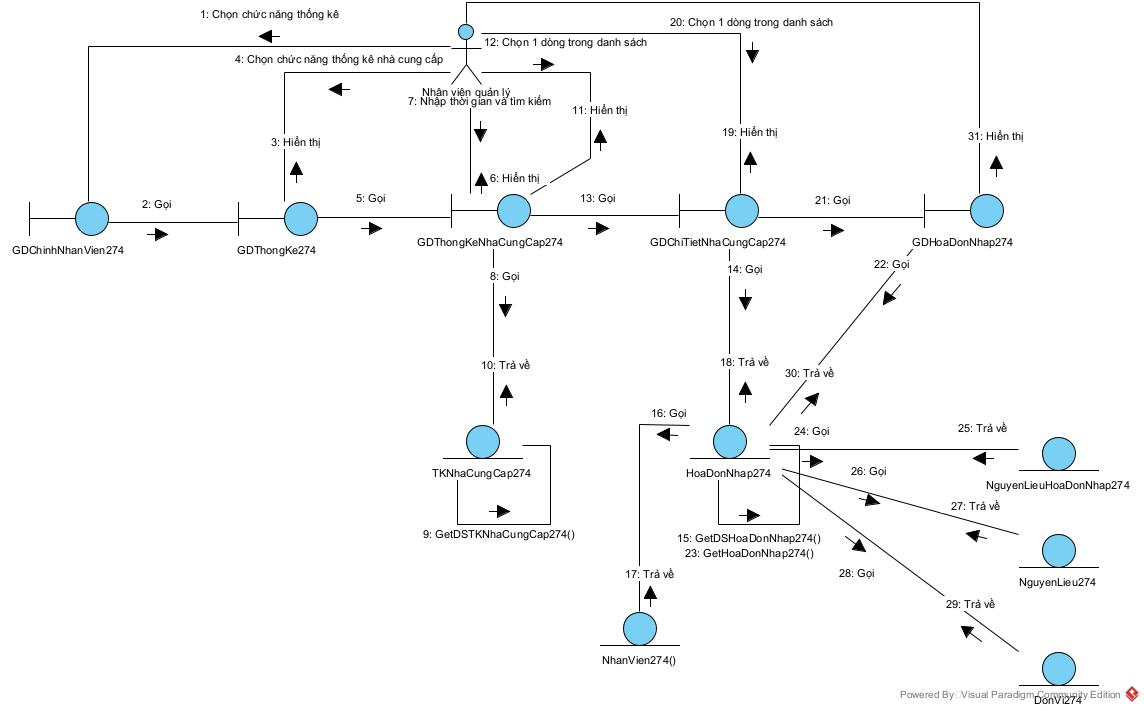 1: Chọn chức năng thống kê
20: Chọn 1 dòng trong danh sách
12: Chọn 1 dòng trong danh sách
4: Chọn chức năng thống kê nhà cung cấp
Nhân viên quản lý
7: Nhập thời gian và tìm kiếm
11: Hiển thị
19: Hiển thị
31: Hiển thị
3: Hiển thị
6: Hiển thị
2: Gọi
5: Gọi
13: Gọi
21: Gọi
GDChinhNhanVien274
GDThongKe274
GDThongKeNhaCungCap274
GDChiTietNhaCungCap274
GDHoaDonNhap274
8: Gọi
14: Gọi
22: Gọi
10: Trả về
18: Trả về
30: Trả về
16: Gọi
24: Gọi
25: Trả về
TKNhaCungCap274
HoaDonNhap274
26: Gọi
NguyenLieuHoaDonNhap274
27: Trả về
9: GetDSTKNhaCungCap274()
15: GetDSHoaDonNhap274()
23: GetHoaDonNhap274()
17: Trả về
28: Gọi
NguyenLieu274
29: Trả về
NhanVien274()
DonVi274
Powered By Visual Paradigm Community Edition